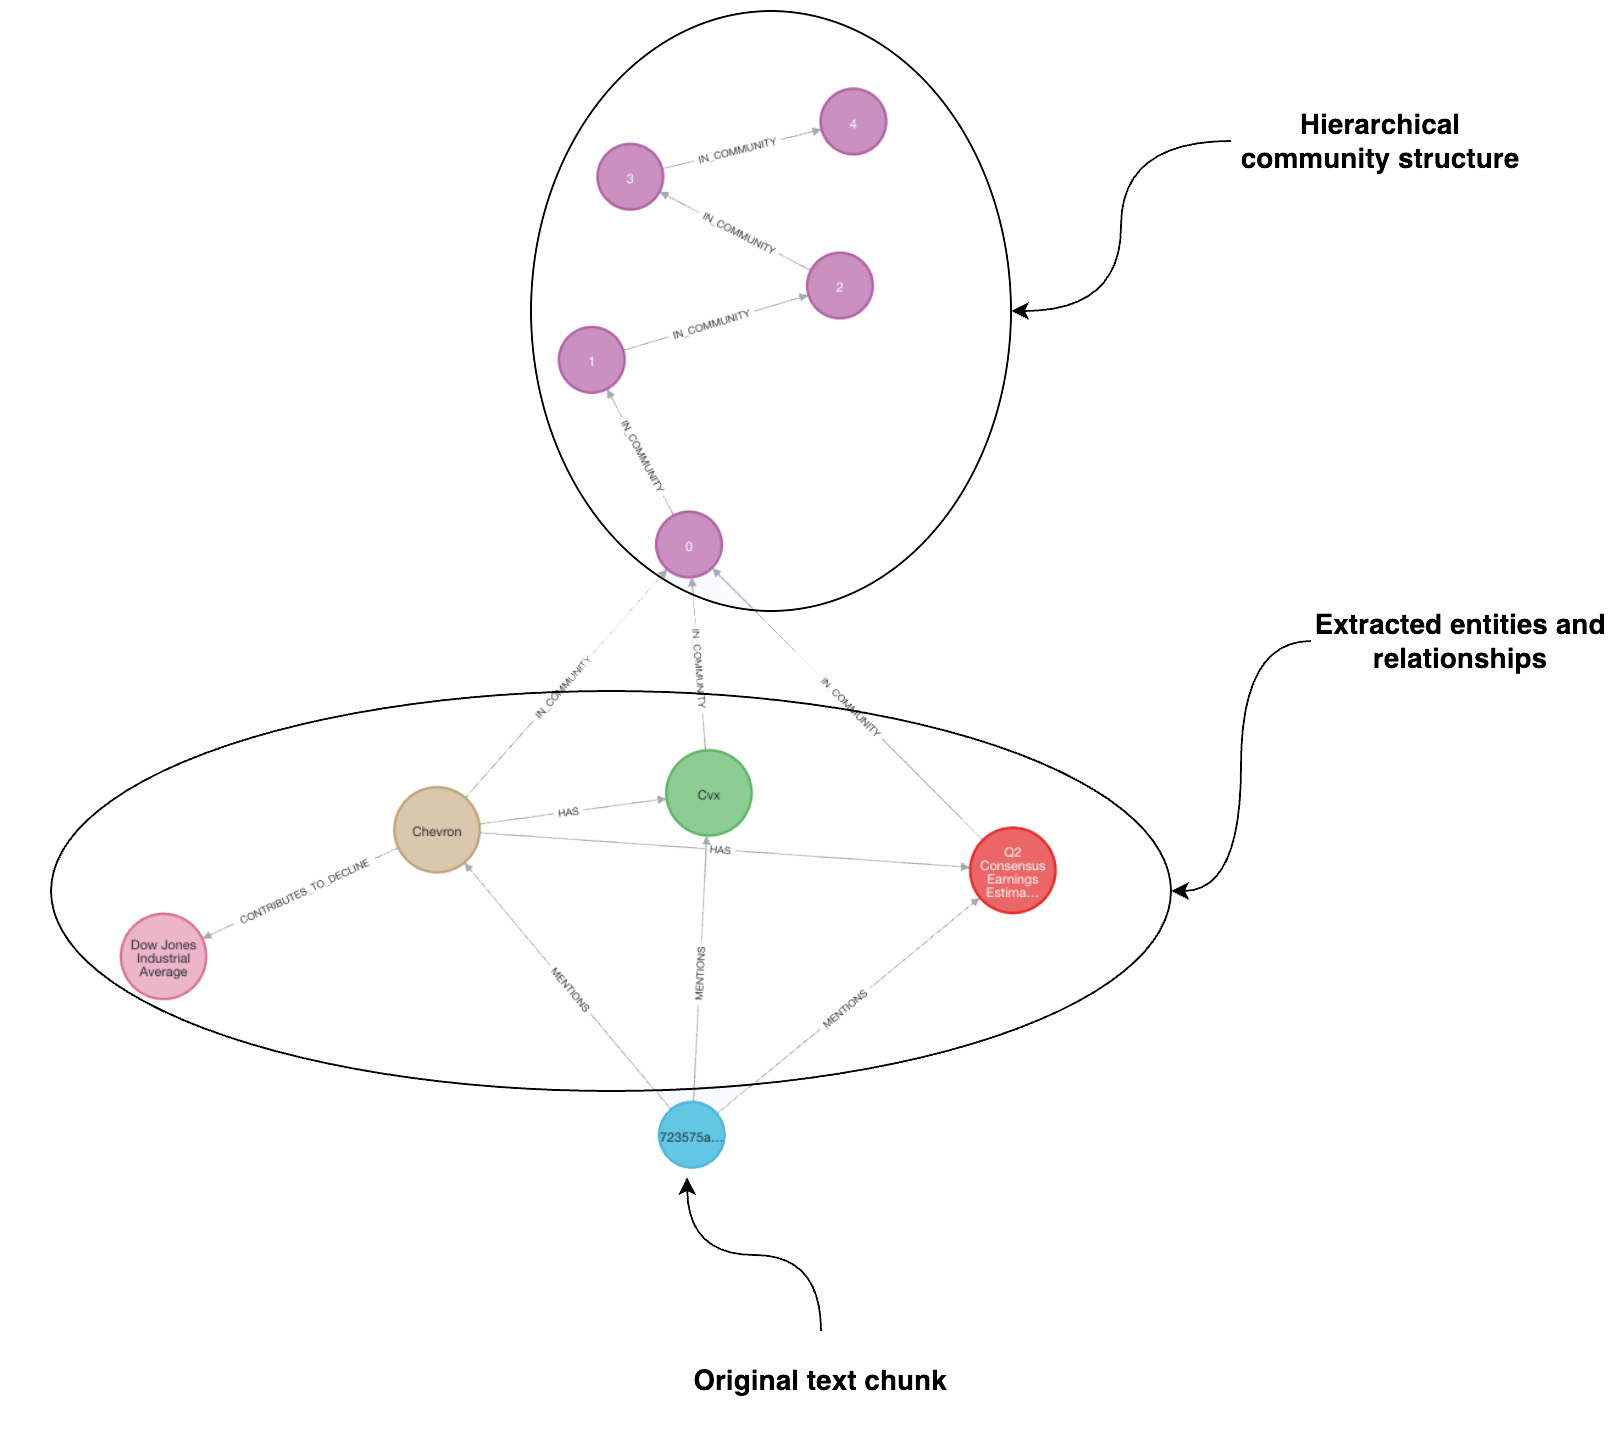 4
IN_COMMUNITY
3
Hierarchical
community structure
IN_COMMUNITY
2
IN_COMMUNITY
1
IN_COMMUNITY
0
IN_COMMUNITY
IN_COMMUNITY
IN_COMMUNITY
Extracted entities and
relationships
Cvx
HAS
Chevron
HAS
Q2
Consensus
Earnings
Estima...
CONTRIBUTES_TO_DECLINE
Dow Jones
Industrial
Average
MENTIONS
MENTIONS
MENTIONS
723575a...
Original text chunk